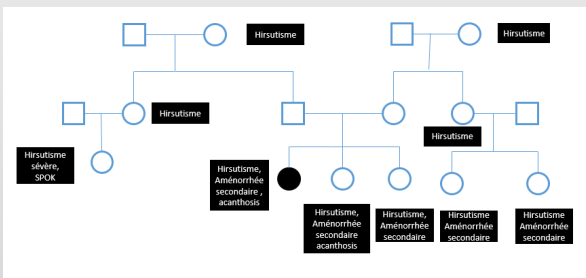 Hirsutisme
Hirsutisme
Hirsutisme
Hirsutisme
Hirsutisme
sévère,
SPOK
Hirsutisme,
Aménorrhée
secondaire ,
acanthosis
Hirsutisme,
Aménorrhée
secondaire
acanthosis
Hirsutisme,
Aménorrhée
secondaire
Hirsutisme
Aménorrhée
secondaire
Hirsutisme
Aménorrhée
secondaire